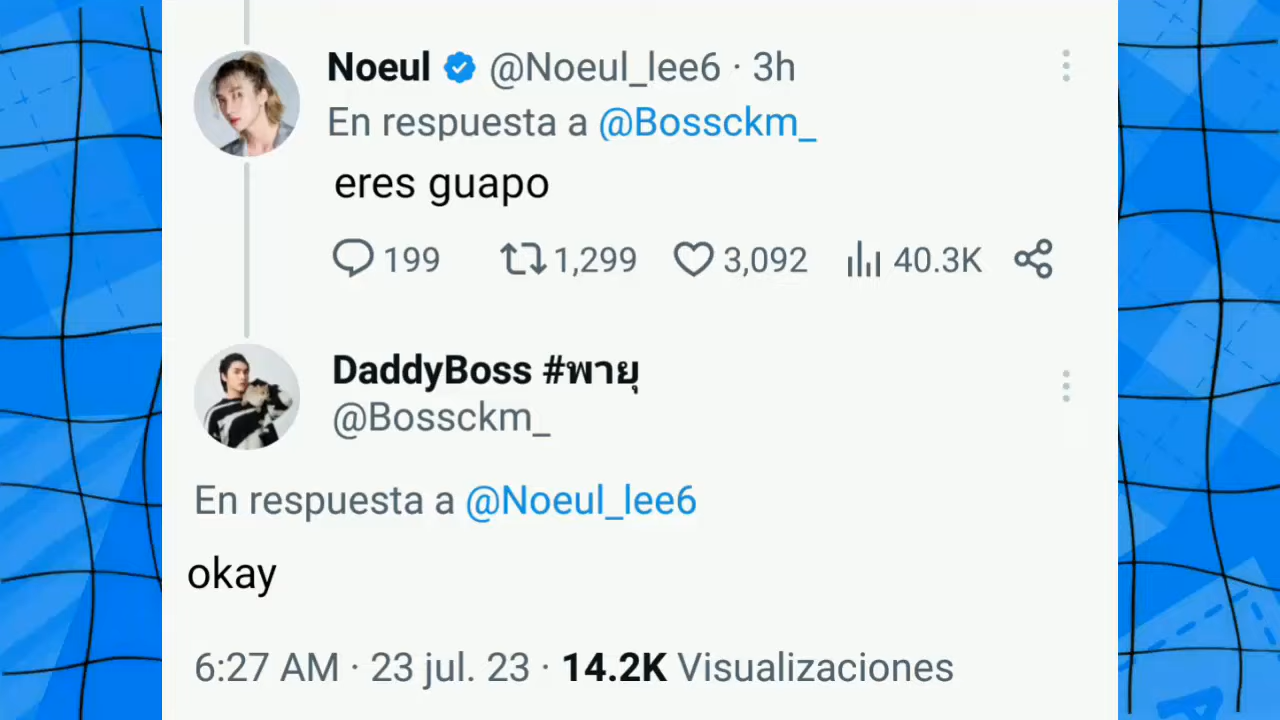 Noeul @Noeul_lee6 · 3h
En respuesta a @Bossckm_
eres guapo
199 1,299 3,092 40.3K
DaddyBoss #พายุ
@Bossckm_
En respuesta a @Noeul_lee6
okay
6:27 AM · 23 jul. 23 · 14.2K Visualizaciones